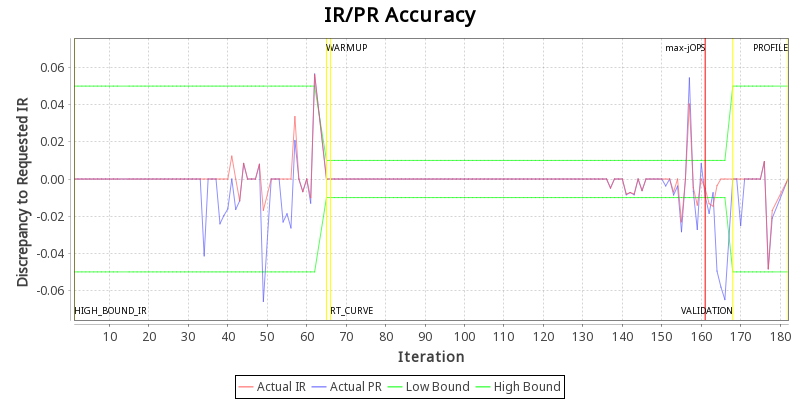 IR/PR Accuracy
Discrepancy to Requested IR
0.06
0.04
0.02
0.00
-0.02
-0.04
-0.06
WARMUP
max-jOPS
PROFILE
HIGH_BOUND_IR
RT_CURVE
VALIDATION
10 20 30 40 50 60 70 80 90 100 110 120 130 140 150 160 170 180
Iteration
Actual IR Actual PR Low Bound High Bound